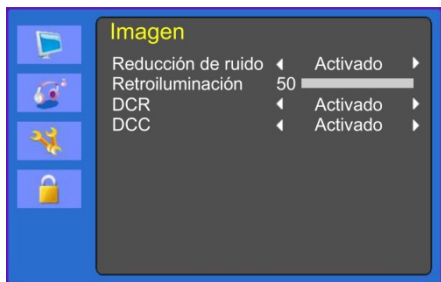 Imagen
Reducción de ruido Activado
Retroiluminación 50
DCR Activado
DCC Activado